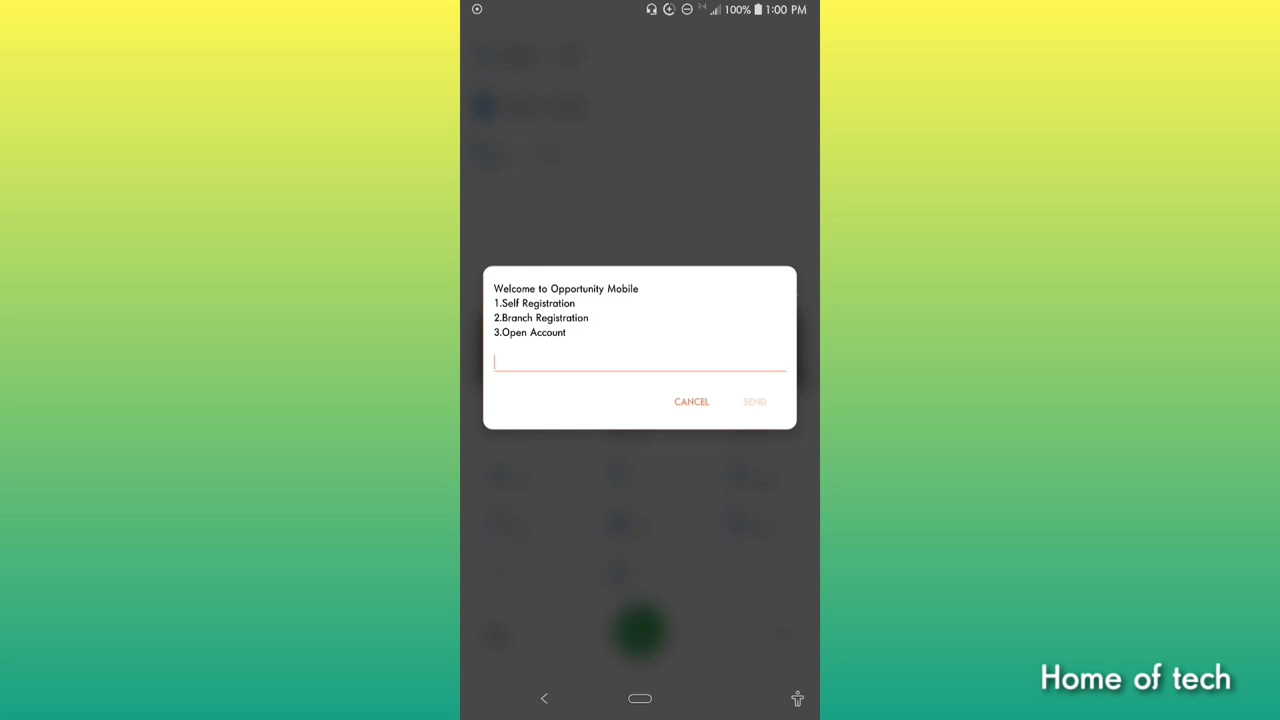 100% 1:00 PM
Welcome to Opportunity Mobile
1.Self Registration
2.Branch Registration
3.Open Account
CANCEL SEND
Home of tech